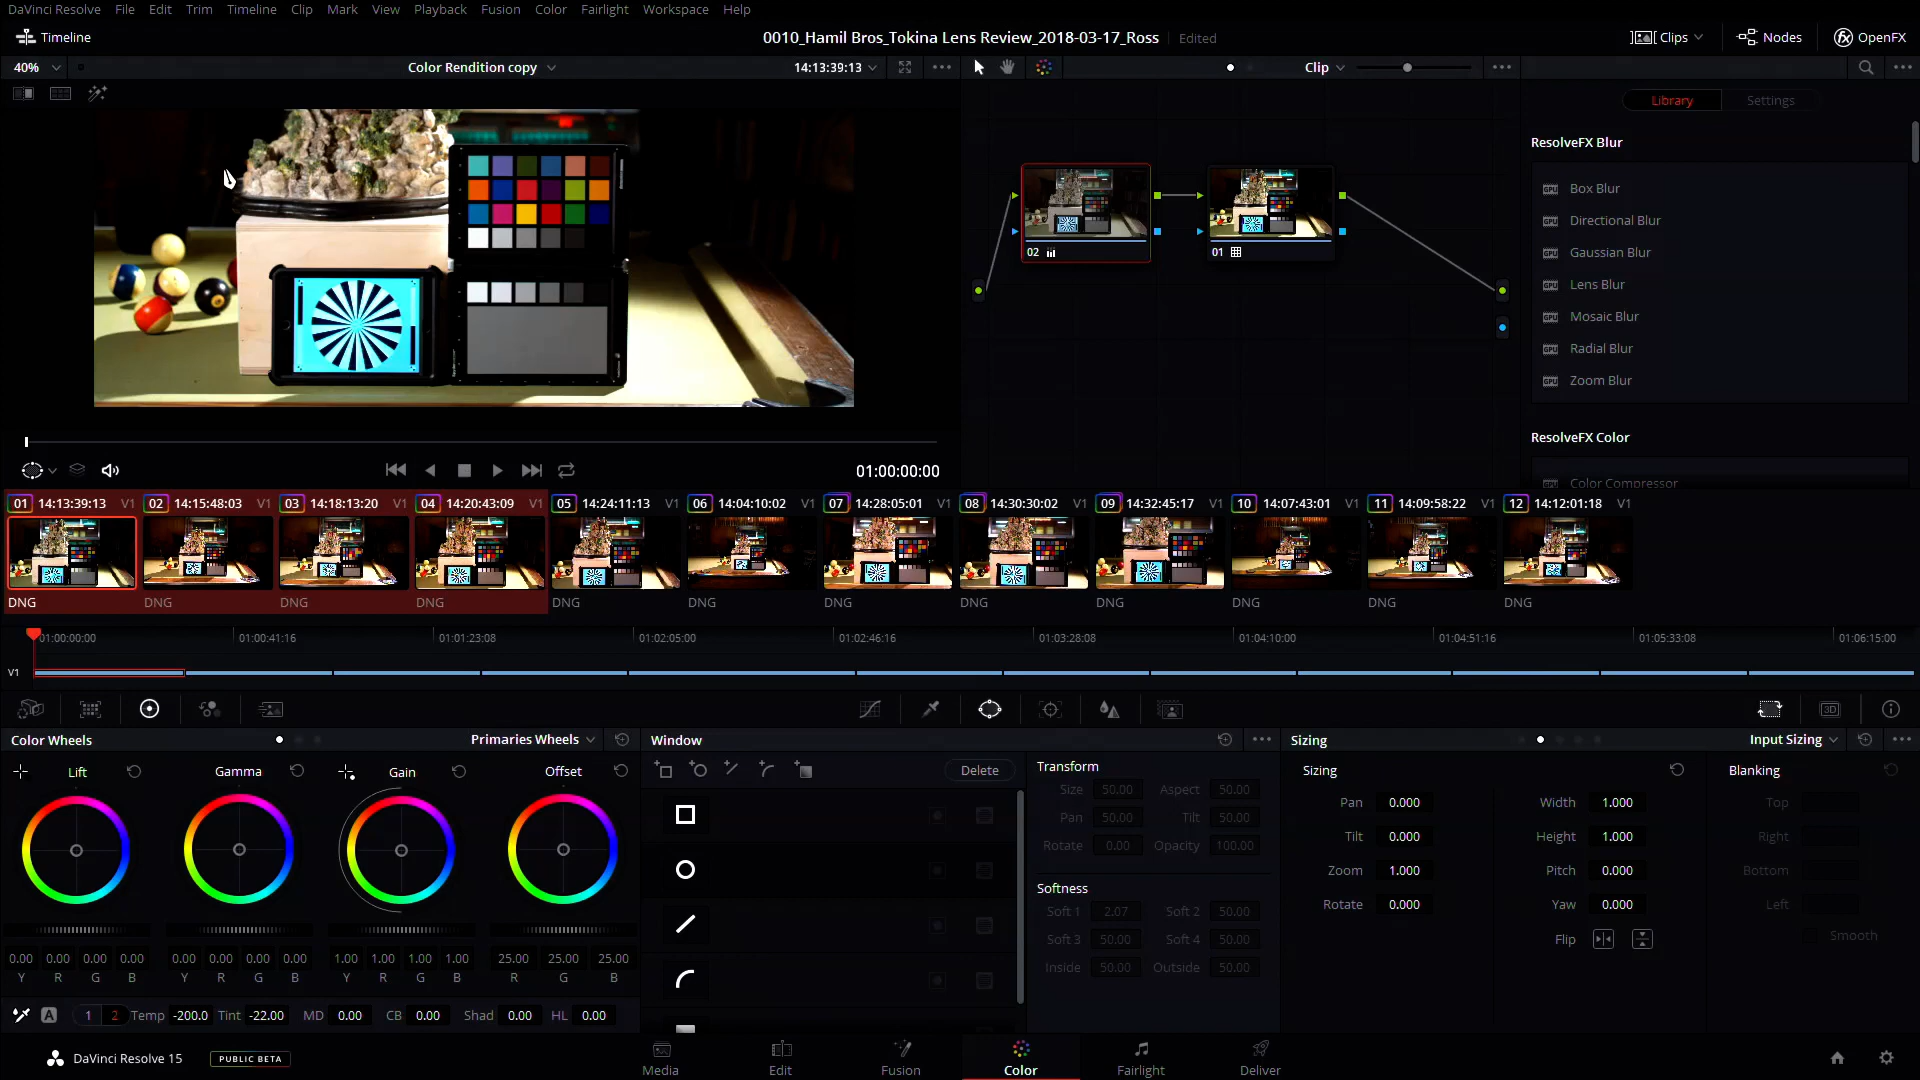 DaVinci Resolve File Edit Trim Timeline Clip Mark View Playback Fusion Color Fairlight Workspace Help
Timeline 0010_Hamil Bros_Tokina Lens Review_2018-03-17_Ross Edited Clips Nodes OpenFX
40% Color Rendition copy 14:13:39:13 Clip
Library Settings
ResolveFX Blur
Box Blur
Directional Blur
Gaussian Blur
Lens Blur
Mosaic Blur
Radial Blur
Zoom Blur
ResolveFX Color
Color Compressor
02 01
01:00:00:00
01 14:13:39:13 V1 02 14:15:48:03 V1 03 14:18:13:20 V1 04 14:20:43:09 V1 05 14:24:11:13 V1 06 14:04:10:02 V1 07 14:28:05:01 V1 08 14:30:30:02 V1 09 14:32:45:17 V1 10 14:07:43:01 V1 11 14:09:58:22 V1 12 14:12:01:18 V1
DNG DNG DNG DNG DNG DNG DNG DNG DNG DNG DNG DNG
01:00:00:00 01:00:41:16 01:01:23:08 01:02:05:00 01:02:46:16 01:03:28:08 01:04:10:00 01:04:51:16 01:05:33:08 01:06:15:00
V1
3D
Color Wheels Primaries Wheels Window Sizing Input Sizing
Lift Gamma Gain Offset
0.00 0.00 0.00 0.00 0.00 0.00 0.00 0.00 1.00 1.00 1.00 1.00 25.00 25.00 25.00
Y R G B Y R G B Y R G B R G B
A 1 2 Temp -200.0 Tint -22.00 MD 0.00 CB 0.00 Shad 0.00 HL 0.00
Delete
Transform
Size 50.00 Aspect 50.00
Pan 50.00 Tilt 50.00
Rotate 0.00 Opacity 100.00
Softness
Soft 1 2.07 Soft 2 50.00
Soft 3 50.00 Soft 4 50.00
Inside 50.00 Outside 50.00
Sizing Blanking
Pan 0.000 Width 1.000 Top
Tilt 0.000 Height 1.000 Right
Zoom 1.000 Pitch 0.000 Bottom
Rotate 0.000 Yaw 0.000 Left
Flip Smooth
DaVinci Resolve 15 PUBLIC BETA
Media Edit Fusion Color Fairlight Deliver